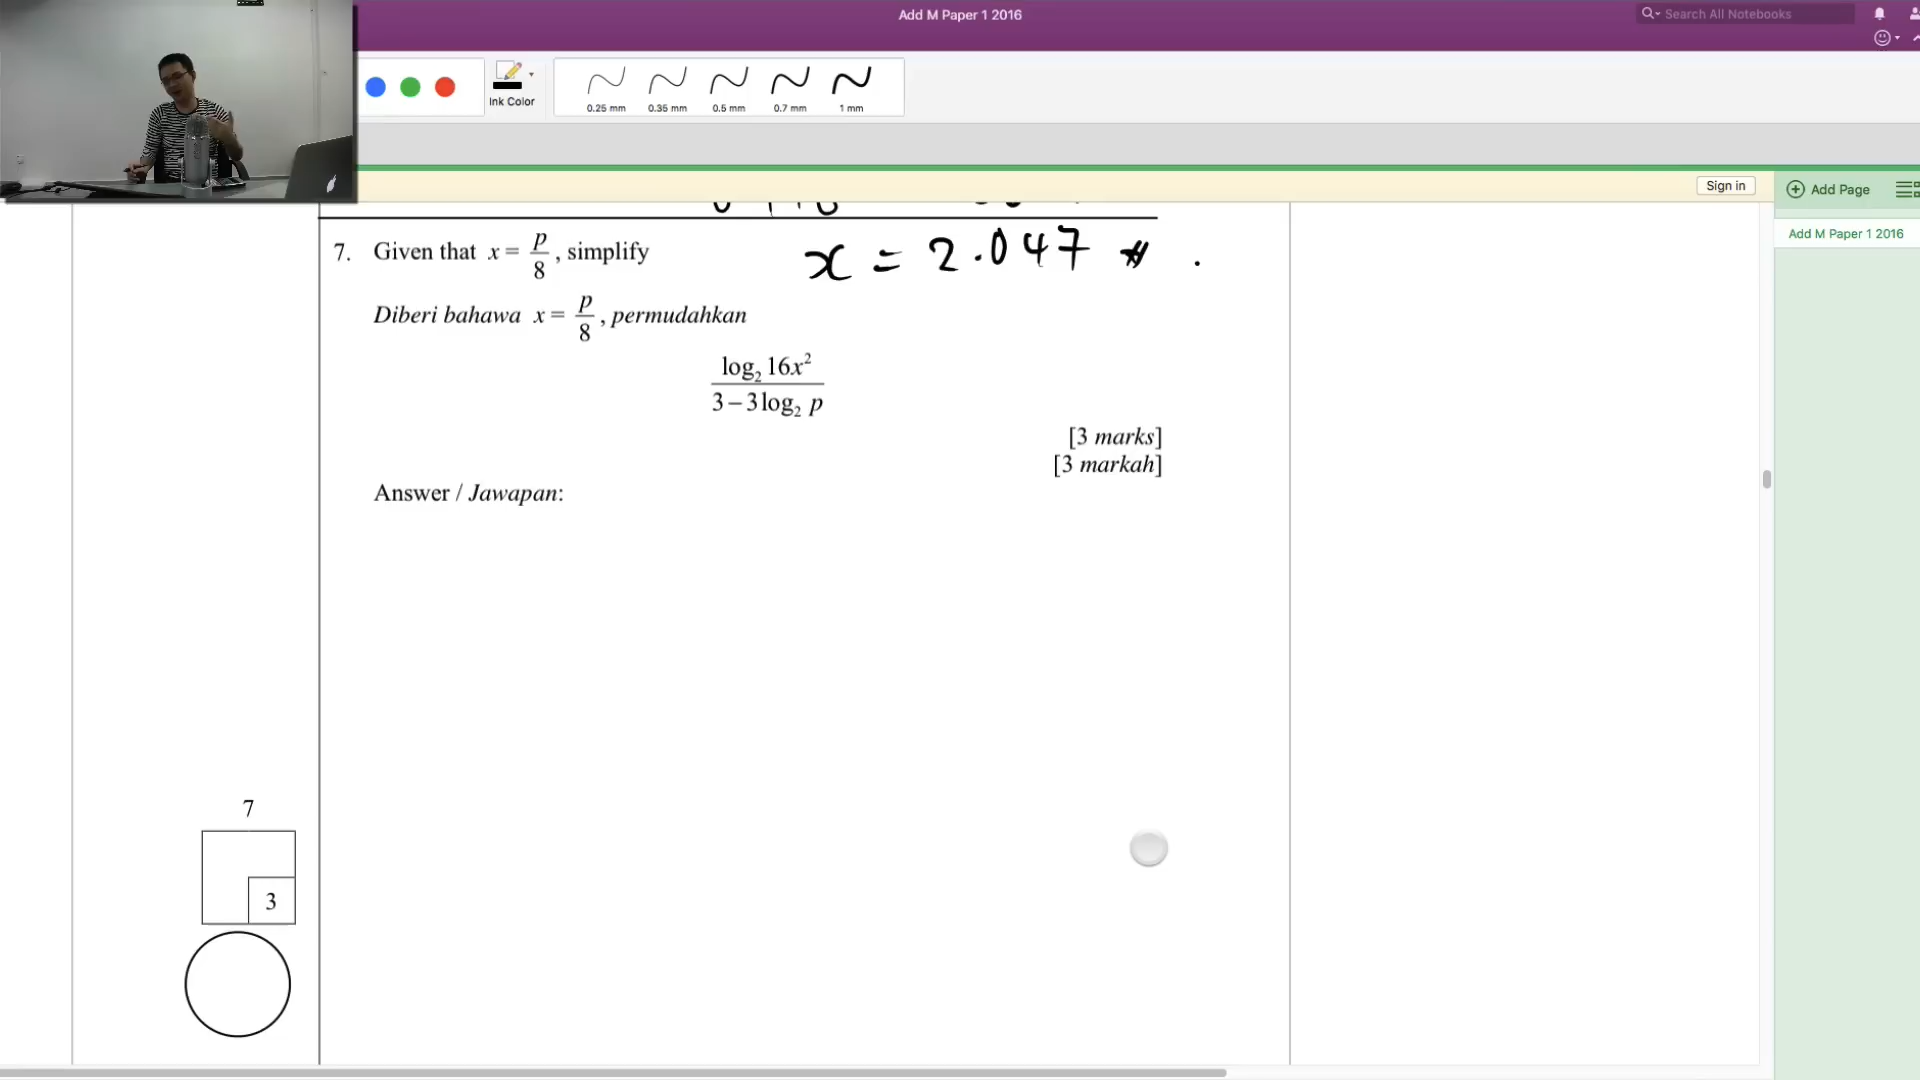 Add M Paper 1 2016
Search All Notebooks
Ink Color
0.25 mm 0.35 mm 0.5 mm 0.7 mm 1 mm
Sign in
Add Page
Add M Paper 1 2016
x = 2.047 #
7. Given that x = p/8, simplify
Diberi bahawa x = p/8, permudahkan
log₂ 16x²
3 – 3 log₂ p
[3 marks]
[3 markah]
Answer / Jawapan:
7
3